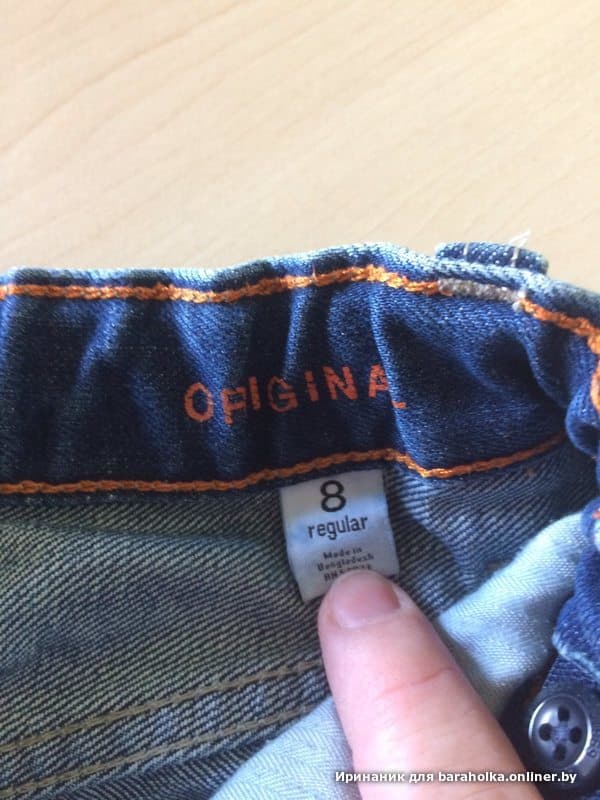 ORIGINAL
8
regular
Made in
Bangladesh
Иринаник для baraholka.onliner.by